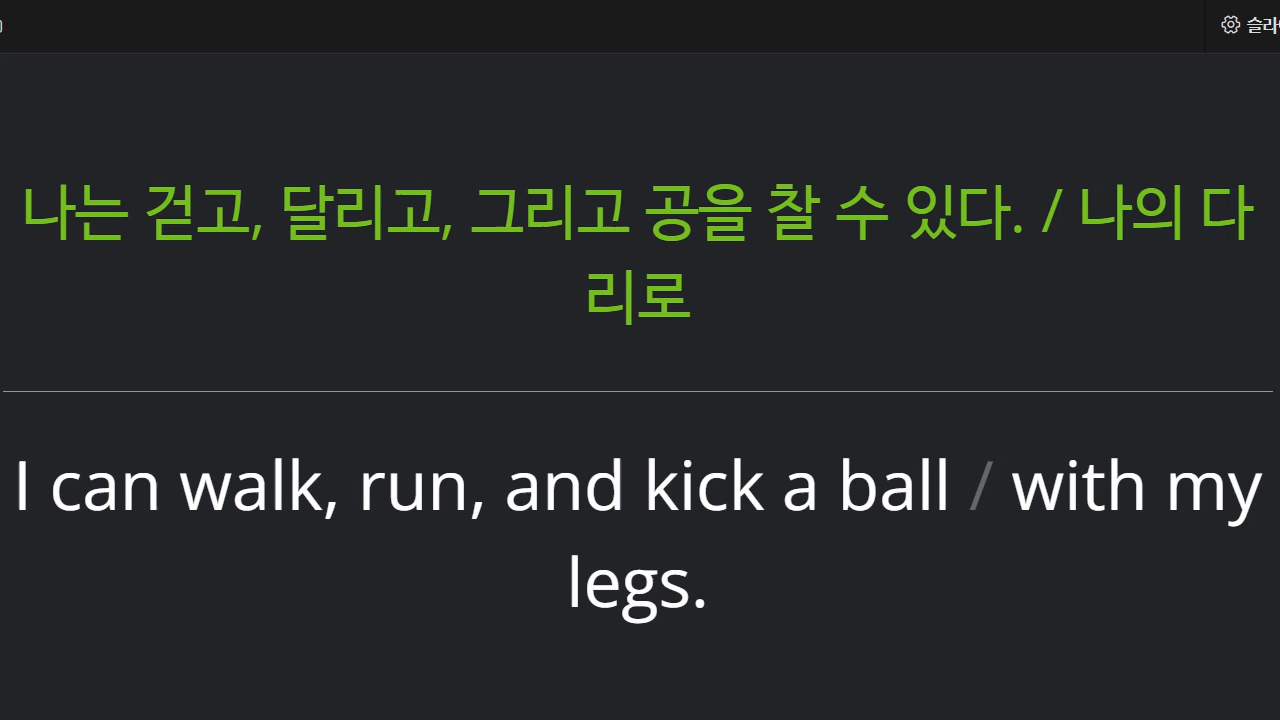 나는 걷고, 달리고, 그리고 공을 찰 수 있다. / 나의 다
리로
I can walk, run, and kick a ball / with my
legs.